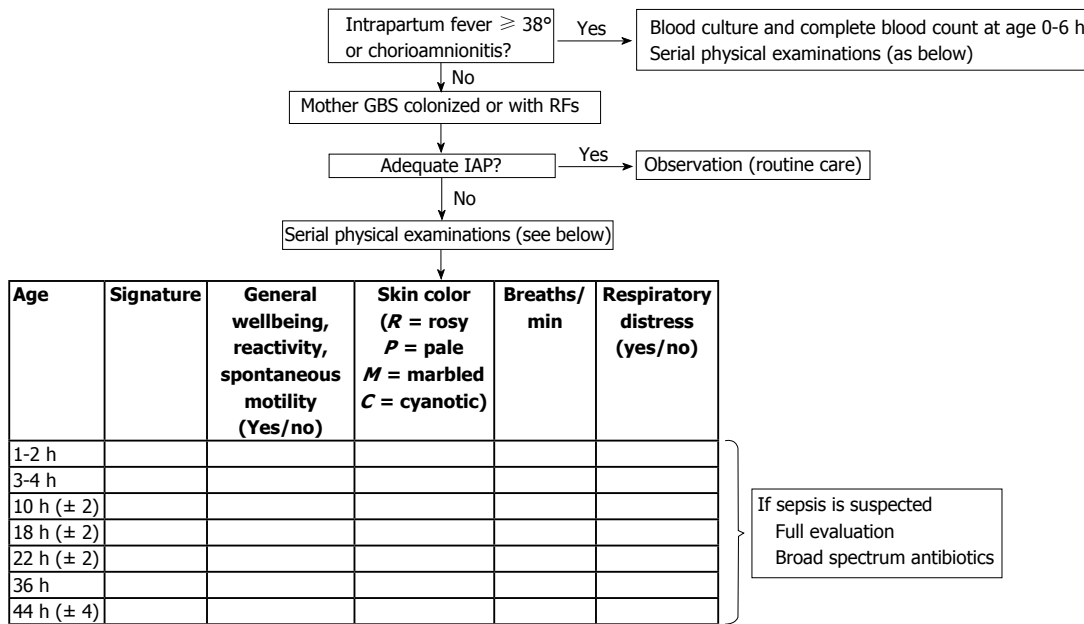 Intrapartum fever ≥ 38°
or chorioamnionitis?
Yes
Blood culture and complete blood count at age 0-6 h
Serial physical examinations (as below)
No
Mother GBS colonized or with RFs
Adequate IAP?
Yes
Observation (routine care)
No
Serial physical examinations (see below)
Age
Signature
General
wellbeing,
reactivity,
spontaneous
motility
(Yes/no)
Skin color
(R = rosy
P = pale
M = marbled
C = cyanotic)
Breaths/
min
Respiratory
distress
(yes/no)
1-2 h
3-4 h
10 h (± 2)
18 h (± 2)
22 h (± 2)
36 h
44 h (± 4)
If sepsis is suspected
Full evaluation
Broad spectrum antibiotics